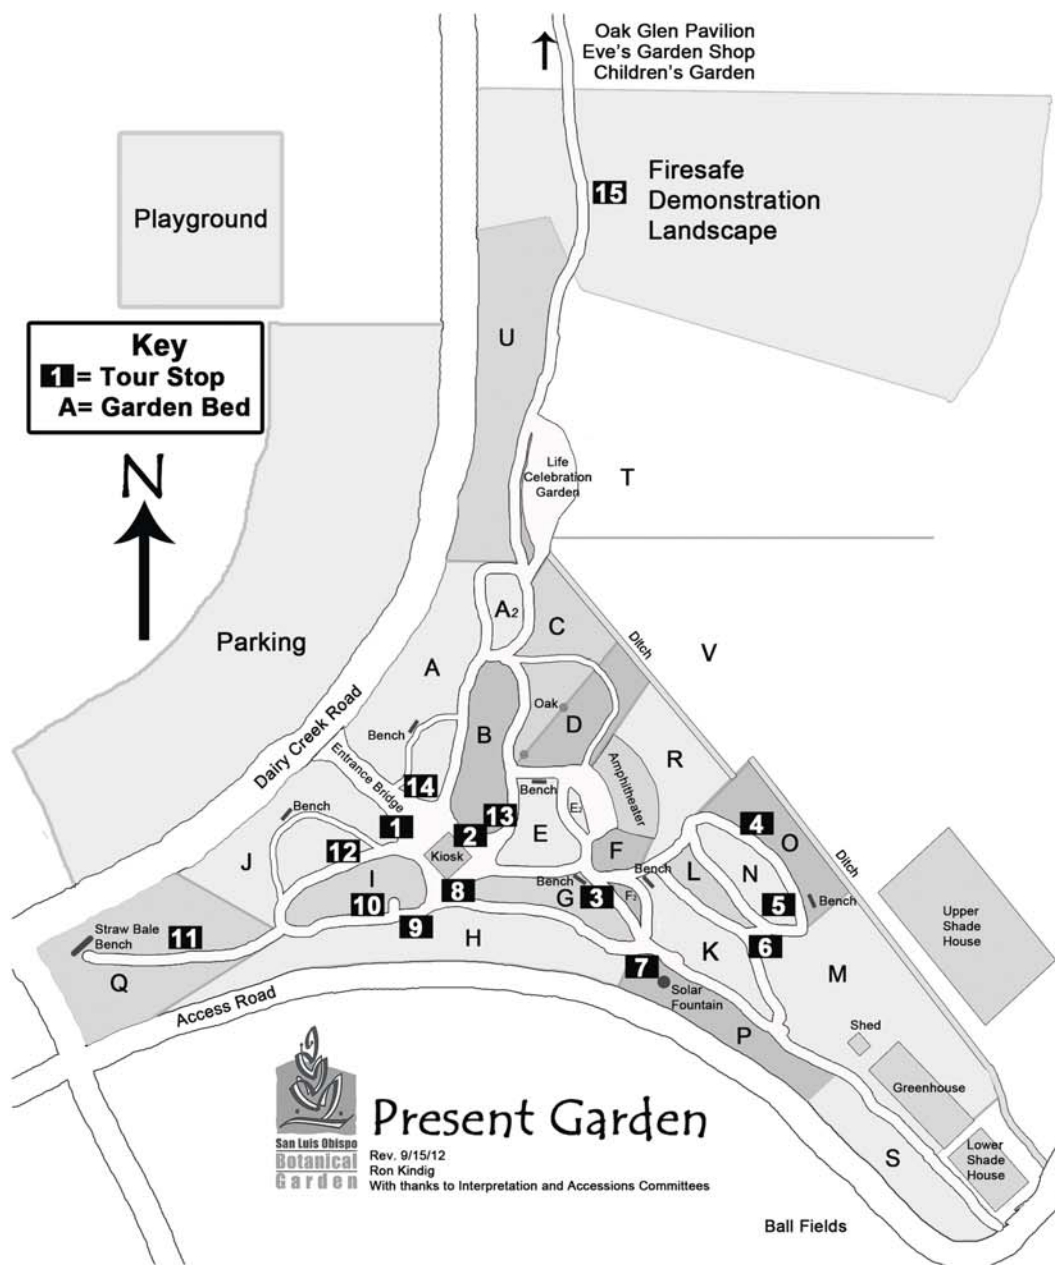 Oak Glen Pavilion
Eve's Garden Shop
Children's Garden
15
Firesafe
Demonstration
Landscape
Playground
Key
1 = Tour Stop
A= Garden Bed
N
U
Life
Celebration
Garden
T
Parking
A2
C
Ditch
V
A
Dairy Creek Road
Oak
D
Bench
B
Entrance Bridge
R
Amphitheater
14
Bench
E2
Bench
1
2
13
E
4
O
12
Kiosk
F
J
I
Bench
L
N
Ditch
8
Bench
G
3
F2
5
Bench
10
9
H
6
Upper
Shade
House
Straw Bale
Bench
11
K
Q
7
M
Access Road
Solar
Fountain
P
Shed
Greenhouse
San Luis Obispo
Botanical
Garden
Present Garden
Rev. 9/15/12
Ron Kindig
With thanks to Interpretation and Accessions Committees
S
Lower
Shade
House
Ball Fields